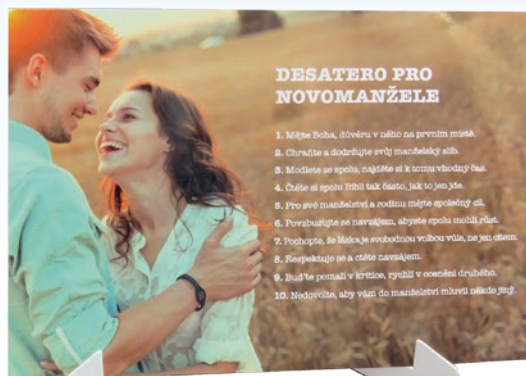 DESATERO PRO
NOVOMANŽELE
1. Mějte Boha, důvěru v něho na prvním místě.
2. Chraňte a dodržujte svůj manželský slib.
3. Modlete se spolu, najděte si k tomu vhodný čas.
4. Čtěte si spolu Bibli tak často, jak to jen jde.
5. Pro své manželství a rodinu mějte společný cíl.
6. Povzbuzujte se navzájem, abyste spolu mohli růst.
7. Pochopte, že láska je svobodnou volbou vůle, ne jen citem.
8. Respektujte se a ctěte navzájem.
9. Buďte pomalí v kritice, rychlí v ocenění druhého.
10. Nedovolte, aby vám do manželství mluvil někdo jiný.